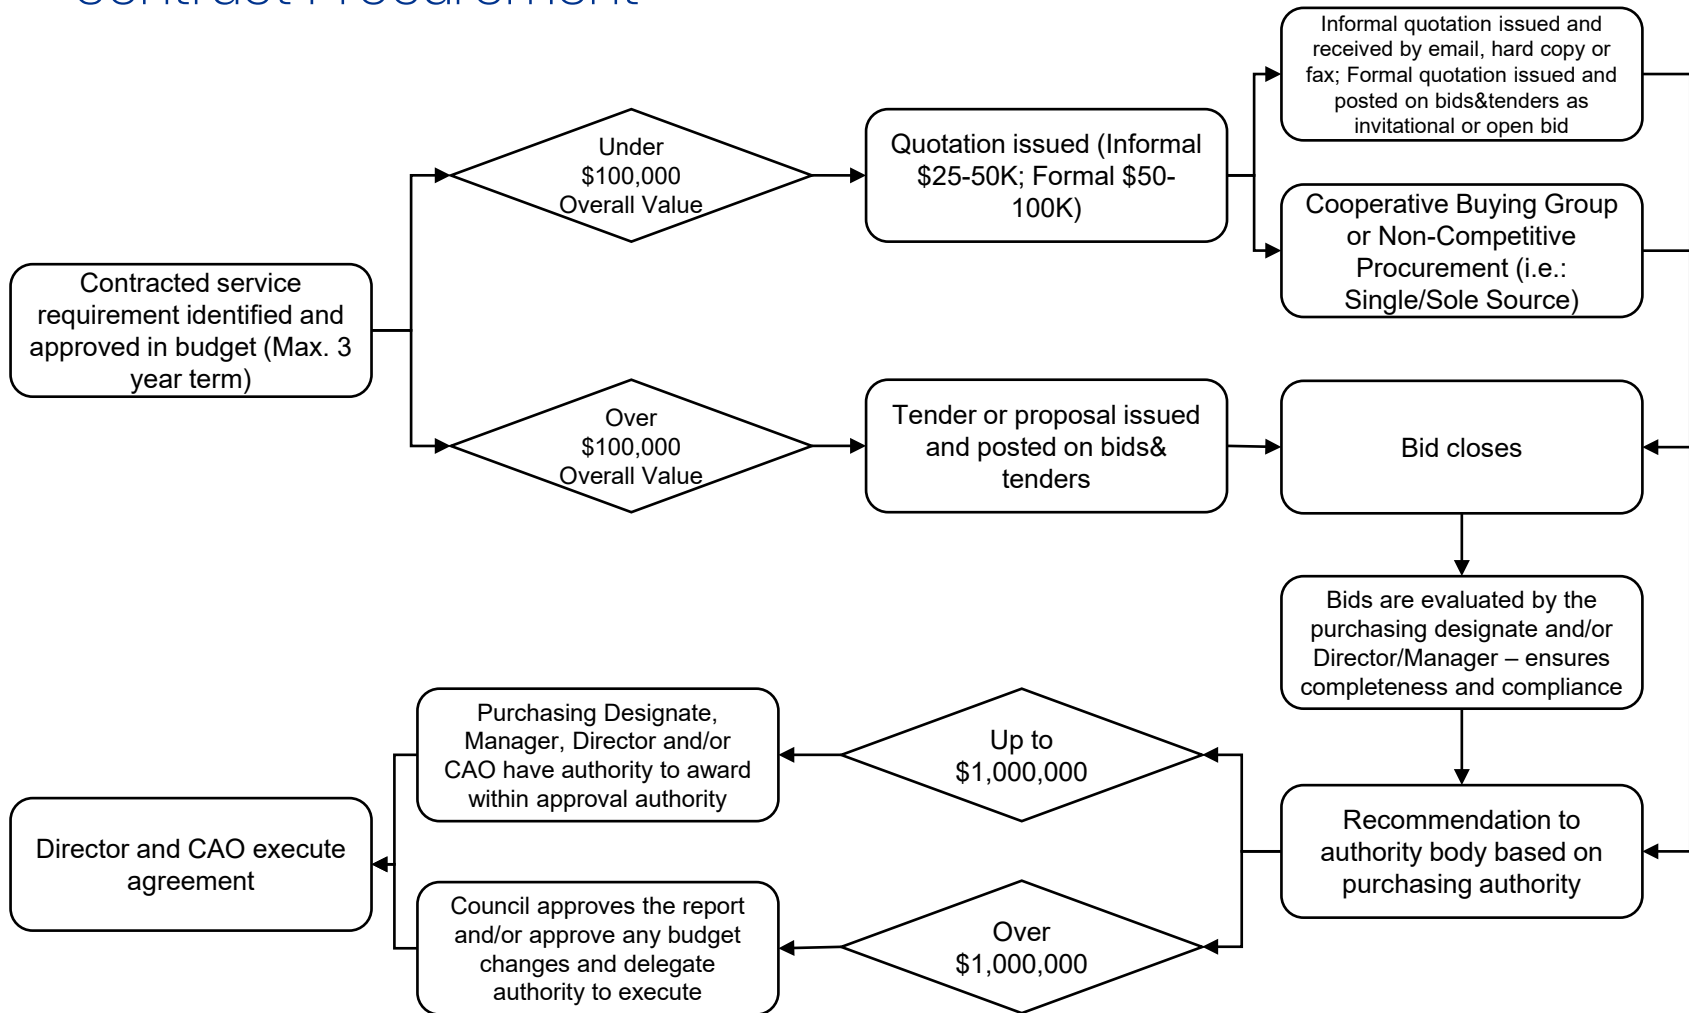 Contract Procurement
Informal quotation issued and
received by email, hard copy or
fax; Formal quotation issued and
posted on bids&tenders as
invitational or open bid
Under
$100,000
Overall Value
Quotation issued (Informal
$25-50K; Formal $50-
100K)
Cooperative Buying Group
or Non-Competitive
Procurement (i.e.:
Single/Sole Source)
Contracted service
requirement identified and
approved in budget (Max. 3
year term)
Over
$100,000
Overall Value
Tender or proposal issued
and posted on bids&
tenders
Bid closes
Bids are evaluated by the
purchasing designate and/or
Director/Manager – ensures
completeness and compliance
Purchasing Designate,
Manager, Director and/or
CAO have authority to award
within approval authority
Up to
$1,000,000
Recommendation to
authority body based on
purchasing authority
Director and CAO execute
agreement
Council approves the report
and/or approve any budget
changes and delegate
authority to execute
Over
$1,000,000